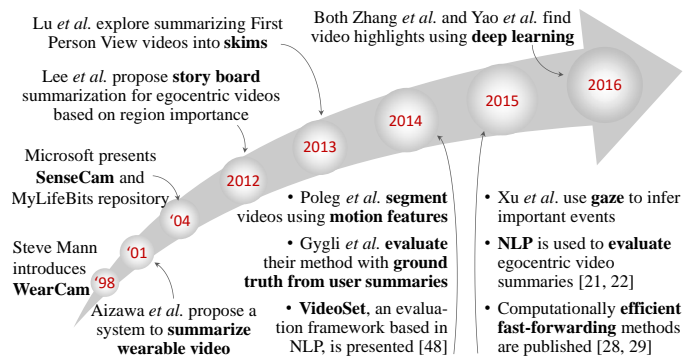 Lu et al. explore summarizing First
Person View videos into skims
Both Zhang et al. and Yao et al. find
video highlights using deep learning
Lee et al. propose story board
summarization for egocentric videos
based on region importance
Microsoft presents
SenseCam and
MyLifeBits repository
Steve Mann
introduces
WearCam
'98
'01
'04
2012
2013
2014
2015
2016
Aizawa et al. propose a
system to summarize
wearable video
• Poleg et al. segment
videos using motion features
• Gygli et al. evaluate
their method with ground
truth from user summaries
• VideoSet, an evalua-
tion framework based in
NLP, is presented [48]
• Xu et al. use gaze to infer
important events
• NLP is used to evaluate
egocentric video
summaries [21, 22]
• Computationally efficient
fast-forwarding methods
are published [28, 29]